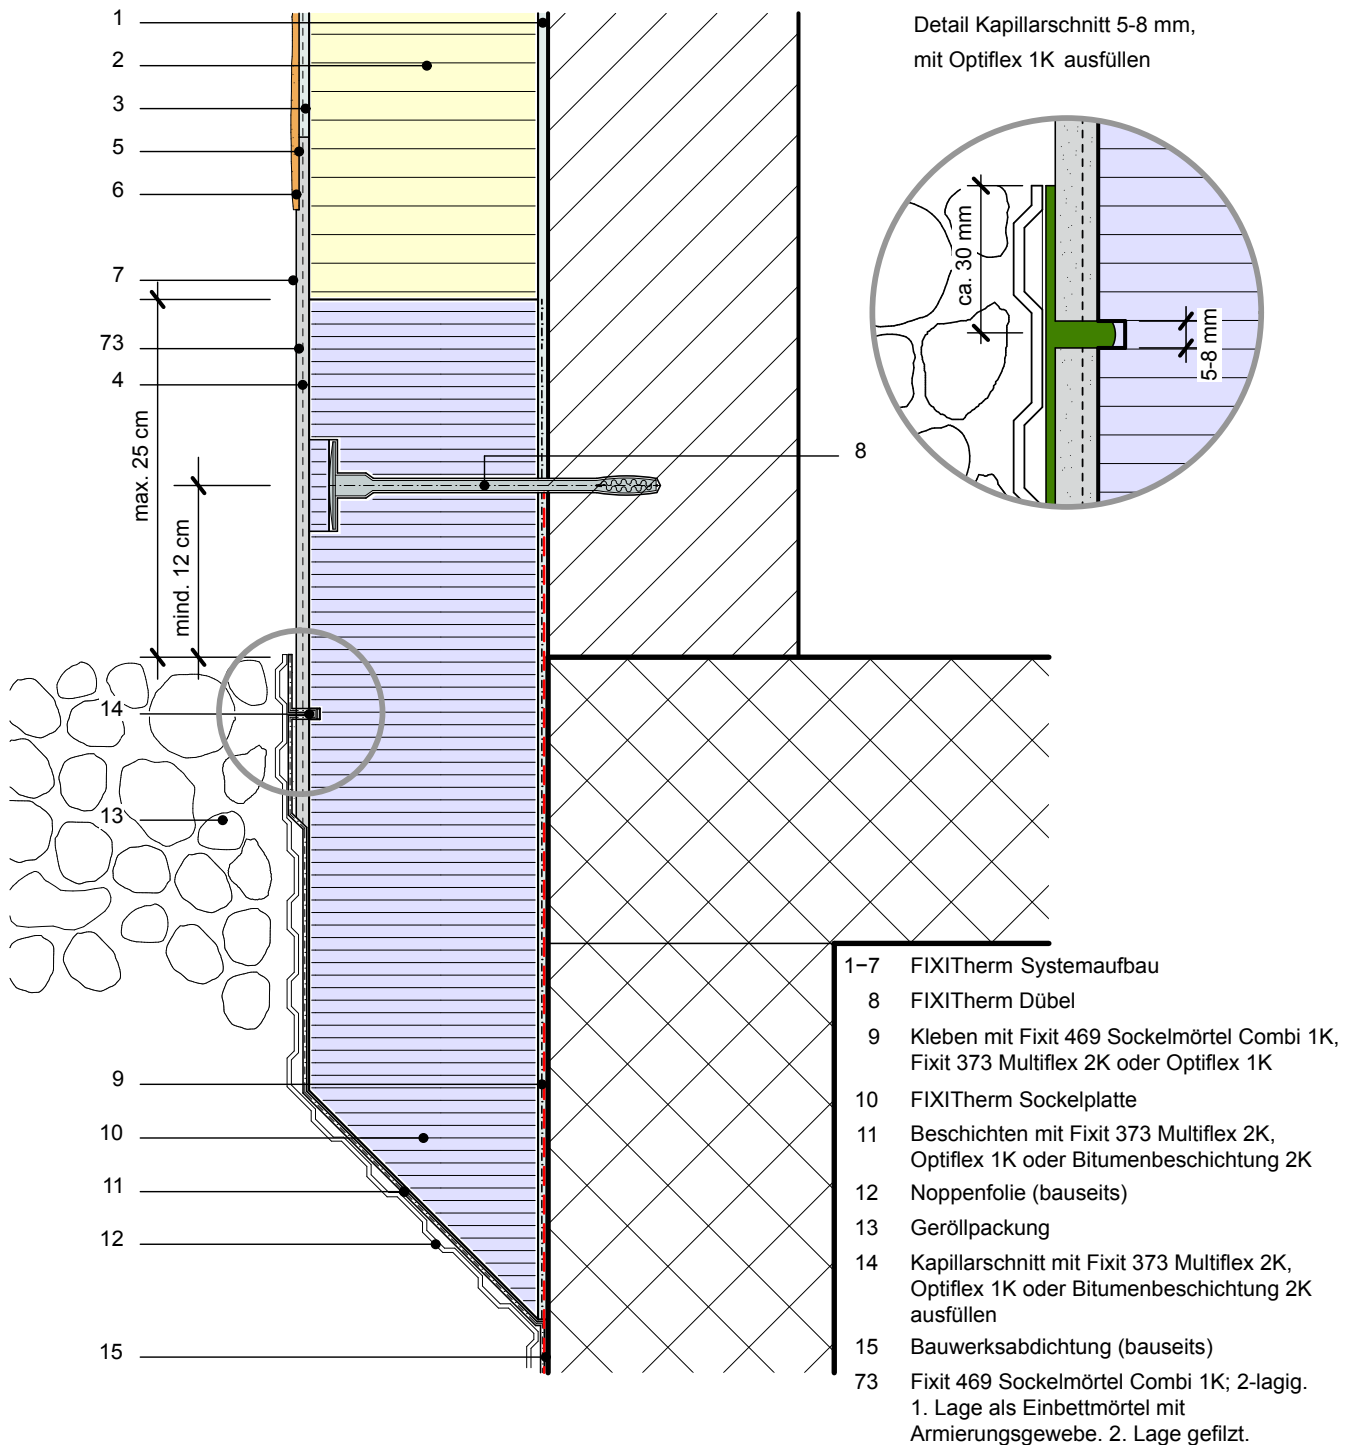 1
2
3
5
6
7
73
4
8
14
13
9
10
11
12
15
max. 25 cm
mind. 12 cm
Detail Kapillarschnitt 5-8 mm,
mit Optiflex 1K ausfüllen
ca. 30 mm
5-8 mm
1–7 FIXITherm Systemaufbau
8 FIXITherm Dübel
9 Kleben mit Fixit 469 Sockelmörtel Combi 1K,
Fixit 373 Multiflex 2K oder Optiflex 1K
10 FIXITherm Sockelplatte
11 Beschichten mit Fixit 373 Multiflex 2K,
Optiflex 1K oder Bitumenbeschichtung 2K
12 Noppenfolie (bauseits)
13 Geröllpackung
14 Kapillarschnitt mit Fixit 373 Multiflex 2K,
Optiflex 1K oder Bitumenbeschichtung 2K
ausfüllen
15 Bauwerksabdichtung (bauseits)
73 Fixit 469 Sockelmörtel Combi 1K; 2-lagig.
1. Lage als Einbettmörtel mit
Armierungsgewebe. 2. Lage gefilzt.